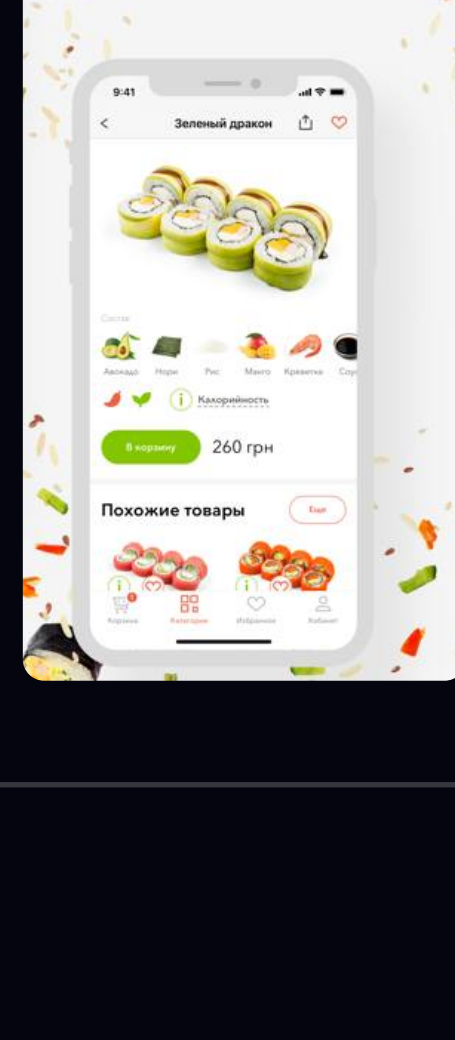 9:41
Зеленый дракон
Состав
Авокадо Нори Рис Манго Креветка Соус
i Калорийность
В корзину 260 грн
Похожие товары Еще
i i
Корзина Категории Избранное Кабинет